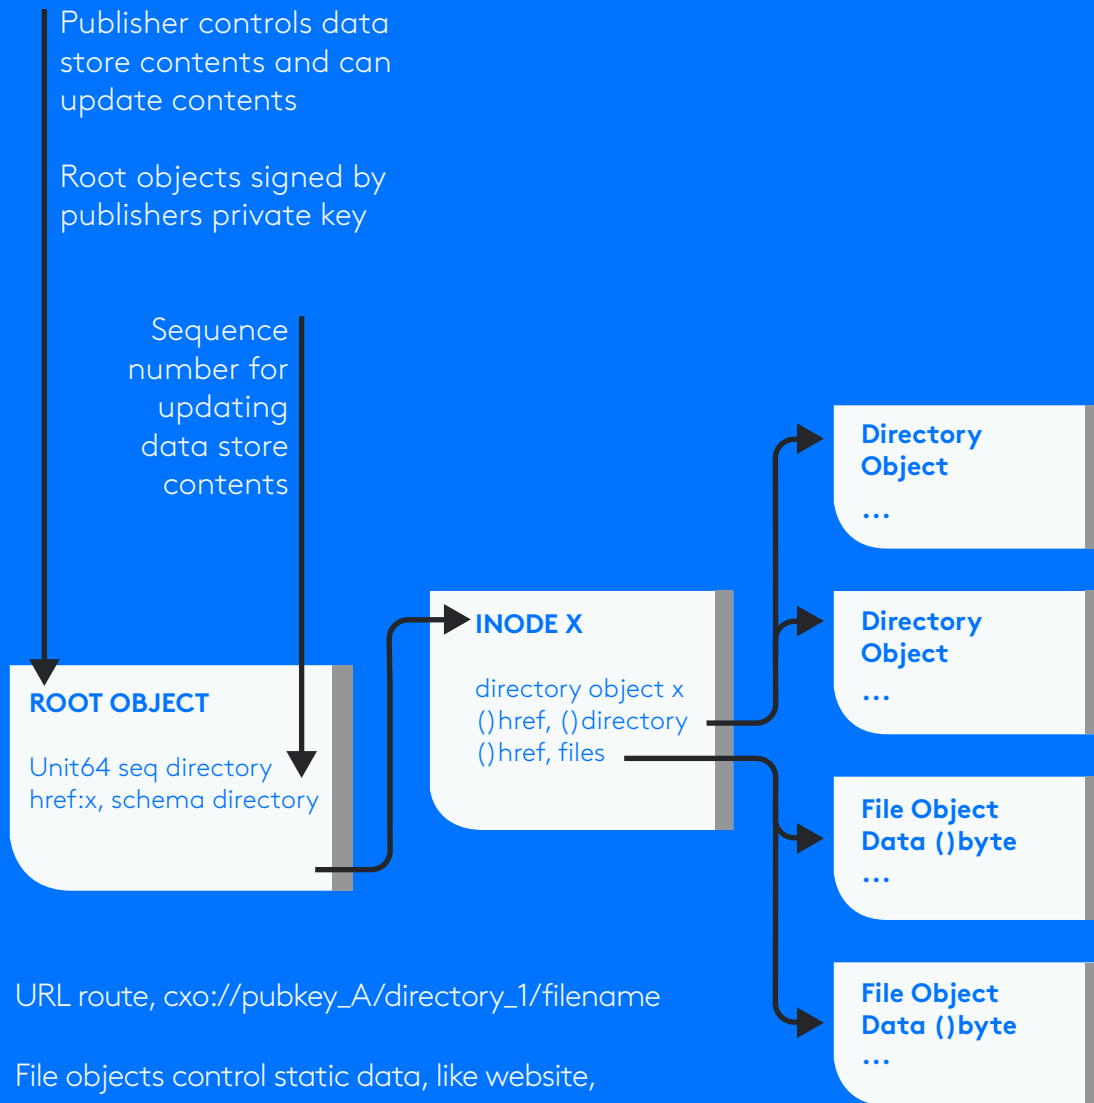 Publisher controls data
store contents and can
update contents
Root objects signed by
publishers private key
Sequence
number for
updating
data store
contents
ROOT OBJECT
Unit64 seq directory
href:x, schema directory
INODE X
directory object x
()href, ()directory
()href, files
Directory
Object
...
Directory
Object
...
File Object
Data ()byte
...
File Object
Data ()byte
...
URL route, cxo://pubkey_A/directory_1/filename
File objects control static data, like website,